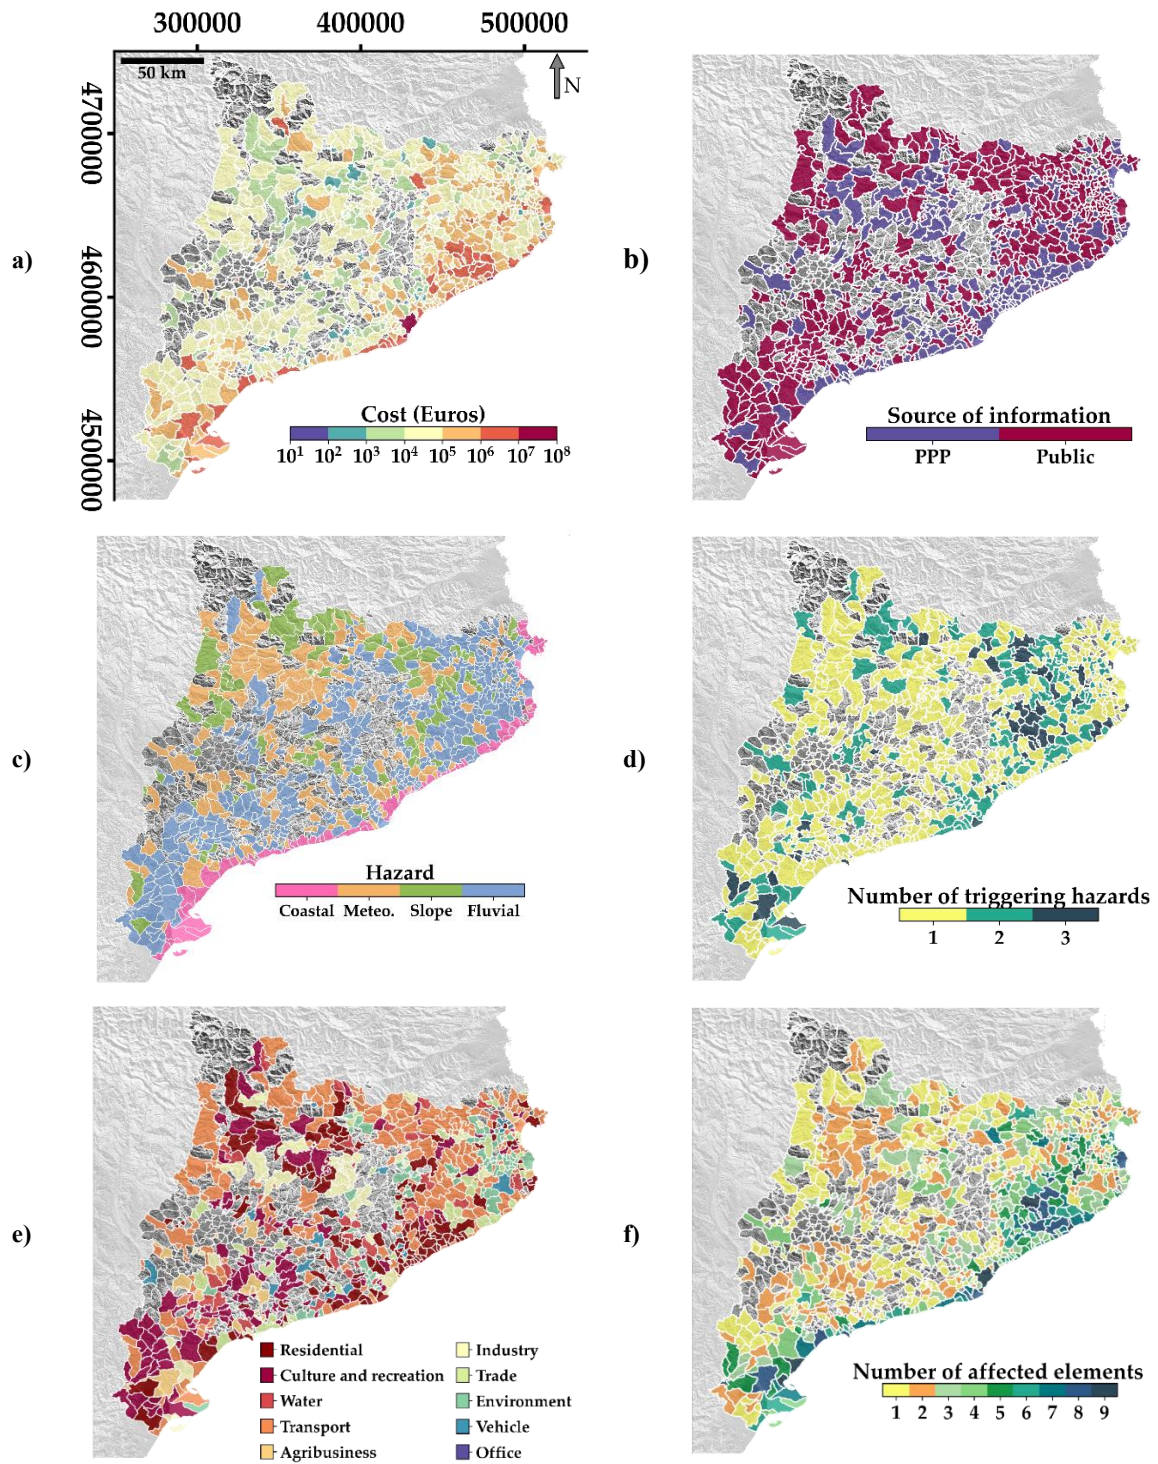 300000 400000 500000
50 km
N
4700000
4600000
4500000
a)
Cost (Euros)
10¹ 10² 10³ 10⁴ 10⁵ 10⁶ 10⁷ 10⁸
b)
Source of information
PPP Public
c)
Hazard
Coastal Meteo. Slope Fluvial
d)
Number of triggering hazards
1 2 3
e)
Residential
Culture and recreation
Water
Transport
Agribusiness
Industry
Trade
Environment
Vehicle
Office
f)
Number of affected elements
1 2 3 4 5 6 7 8 9